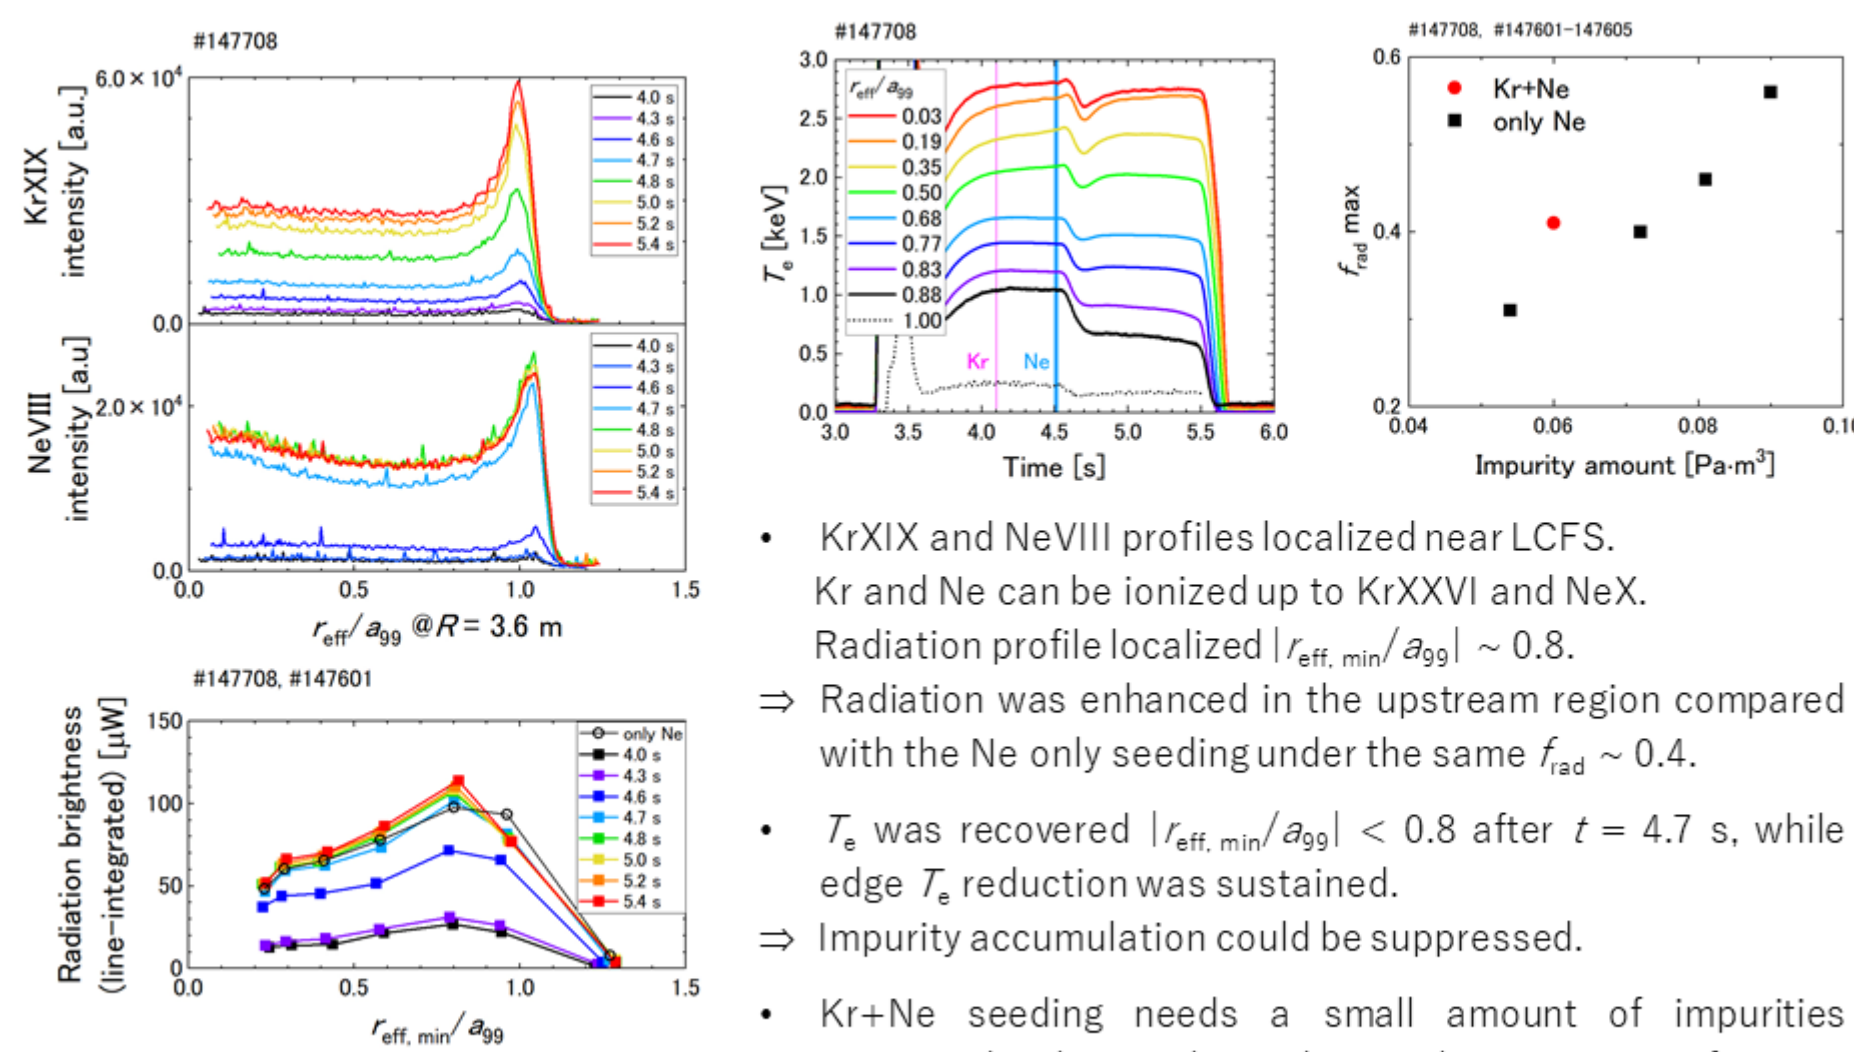 #147708
6.0 × 10⁴
KrXIX
intensity [a.u.]
4.0 s
4.3 s
4.6 s
4.7 s
4.8 s
5.0 s
5.2 s
5.4 s
0.0
NeVIII
intensity [a.u]
2.0 × 10⁴
4.0 s
4.3 s
4.6 s
4.7 s
4.8 s
5.0 s
5.2 s
5.4 s
0.0
0.0 0.5 1.0 1.5
r_eff/a_99 @R = 3.6 m
#147708, #147601
Radiation brightness
(line-integrated) [μW]
150
100
50
0
only Ne
4.0 s
4.3 s
4.6 s
4.7 s
4.8 s
5.0 s
5.2 s
5.4 s
0.0 0.5 1.0 1.5
r_eff, min/a_99
#147708
T_e [keV]
3.0
2.5
2.0
1.5
1.0
0.5
0.0
r_eff/a_99
0.03
0.19
0.35
0.50
0.68
0.77
0.83
0.88
1.00
Kr Ne
3.0 3.5 4.0 4.5 5.0 5.5 6.0
Time [s]
#147708, #147601-147605
f_rad max
0.6
0.4
0.2
Kr+Ne
only Ne
0.04 0.06 0.08 0.10
Impurity amount [Pa·m³]
• KrXIX and NeVIII profiles localized near LCFS.
Kr and Ne can be ionized up to KrXXVI and NeX.
Radiation profile localized |r_eff, min/a_99| ~ 0.8.
⇒ Radiation was enhanced in the upstream region compared
with the Ne only seeding under the same f_rad ~ 0.4.
• T_e was recovered |r_eff, min/a_99| < 0.8 after t = 4.7 s, while
edge T_e reduction was sustained.
⇒ Impurity accumulation could be suppressed.
• Kr+Ne seeding needs a small amount of impurities